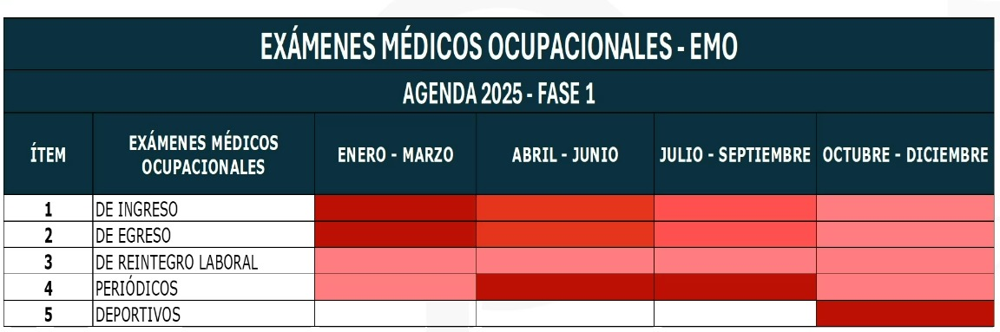 EXÁMENES MÉDICOS OCUPACIONALES - EMO
AGENDA 2025 - FASE 1
ÍTEM EXÁMENES MÉDICOS OCUPACIONALES ENERO - MARZO ABRIL - JUNIO JULIO - SEPTIEMBRE OCTUBRE - DICIEMBRE
1 DE INGRESO
2 DE EGRESO
3 DE REINTEGRO LABORAL
4 PERIÓDICOS
5 DEPORTIVOS